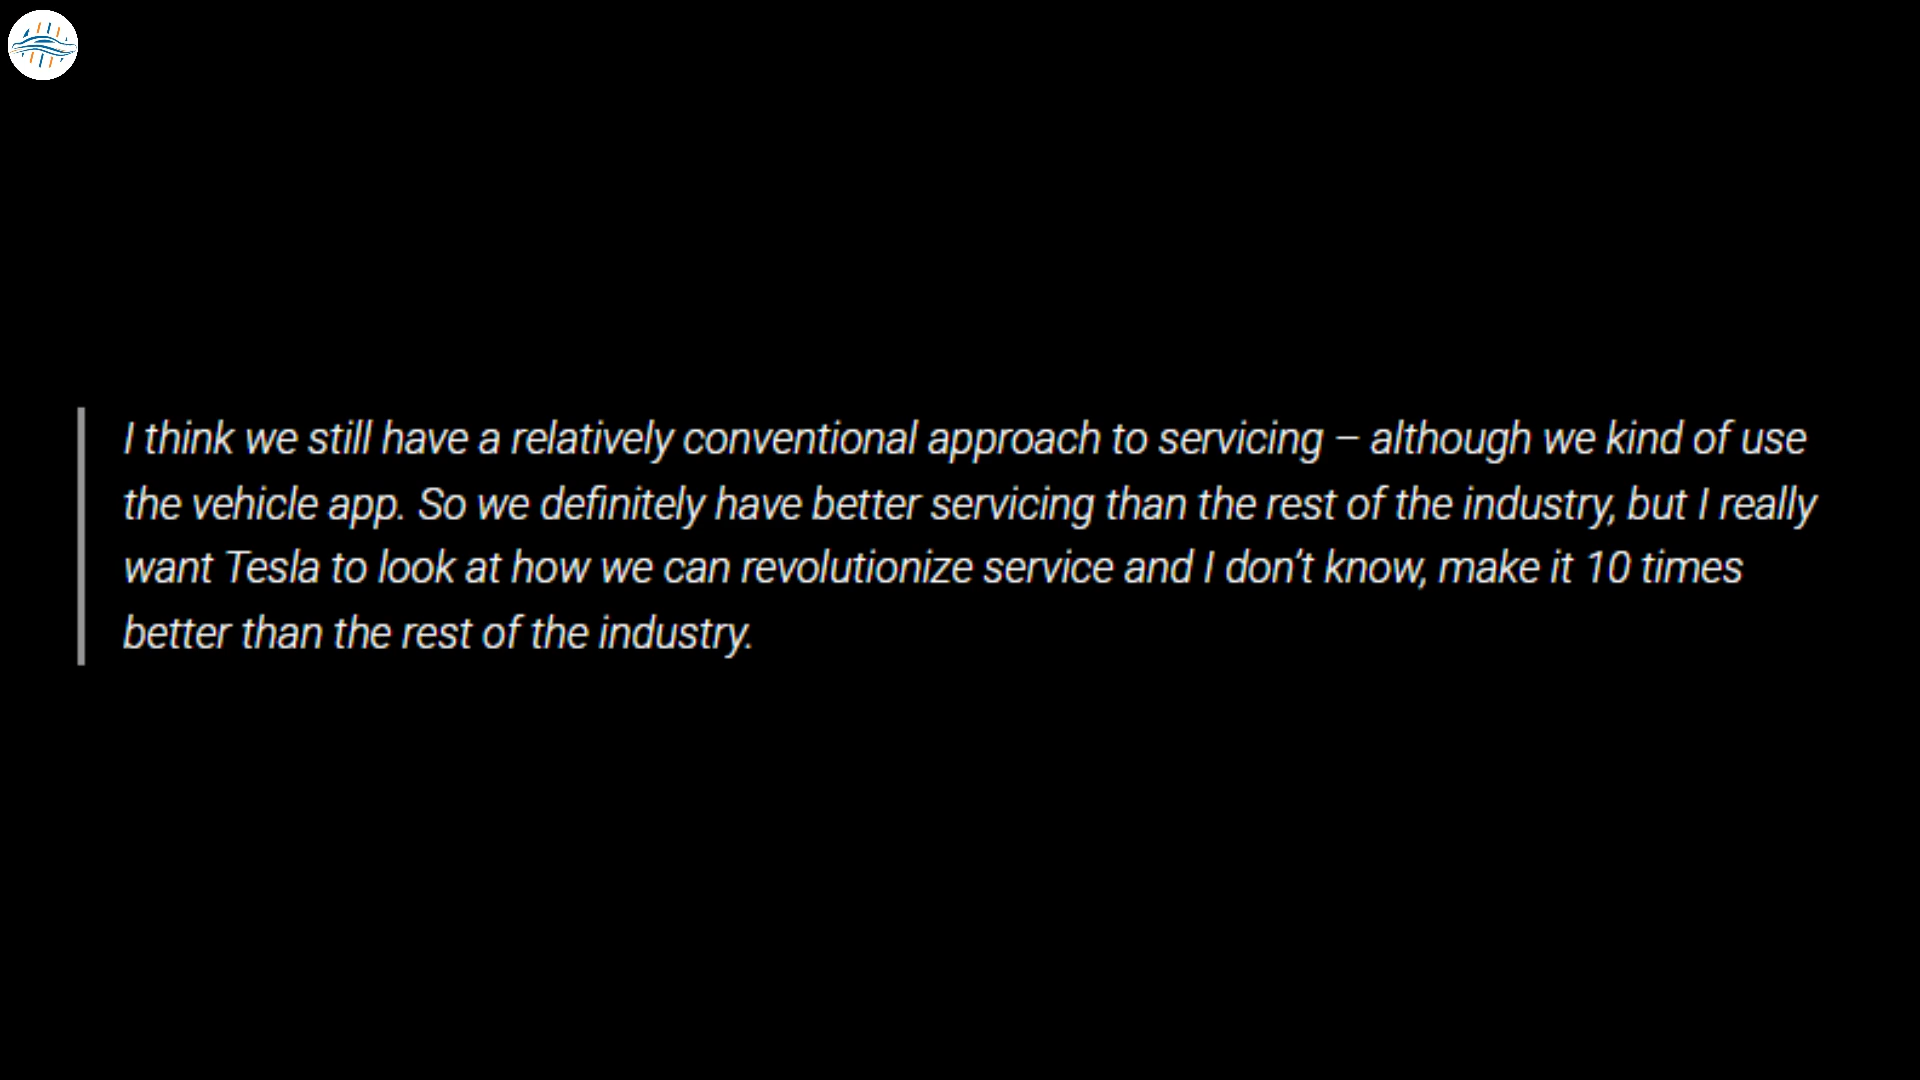 I think we still have a relatively conventional approach to servicing – although we kind of use
the vehicle app. So we definitely have better servicing than the rest of the industry, but I really
want Tesla to look at how we can revolutionize service and I don’t know, make it 10 times
better than the rest of the industry.